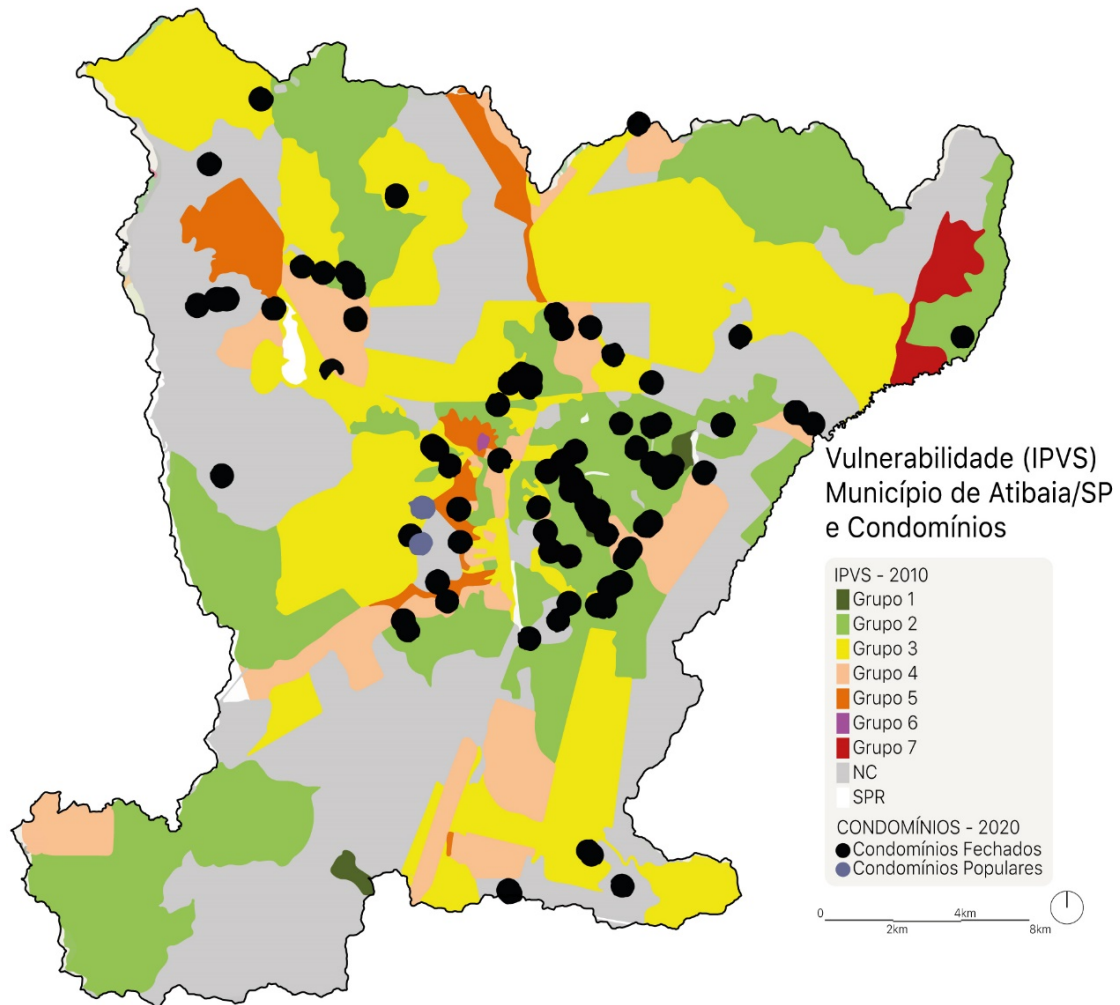 Vulnerabilidade (IPVS)
Município de Atibaia/SP
e Condomínios
IPVS - 2010
Grupo 1
Grupo 2
Grupo 3
Grupo 4
Grupo 5
Grupo 6
Grupo 7
NC
SPR
CONDOMÍNIOS - 2020
Condomínios Fechados
Condomínios Populares
0 4km
2km 8km